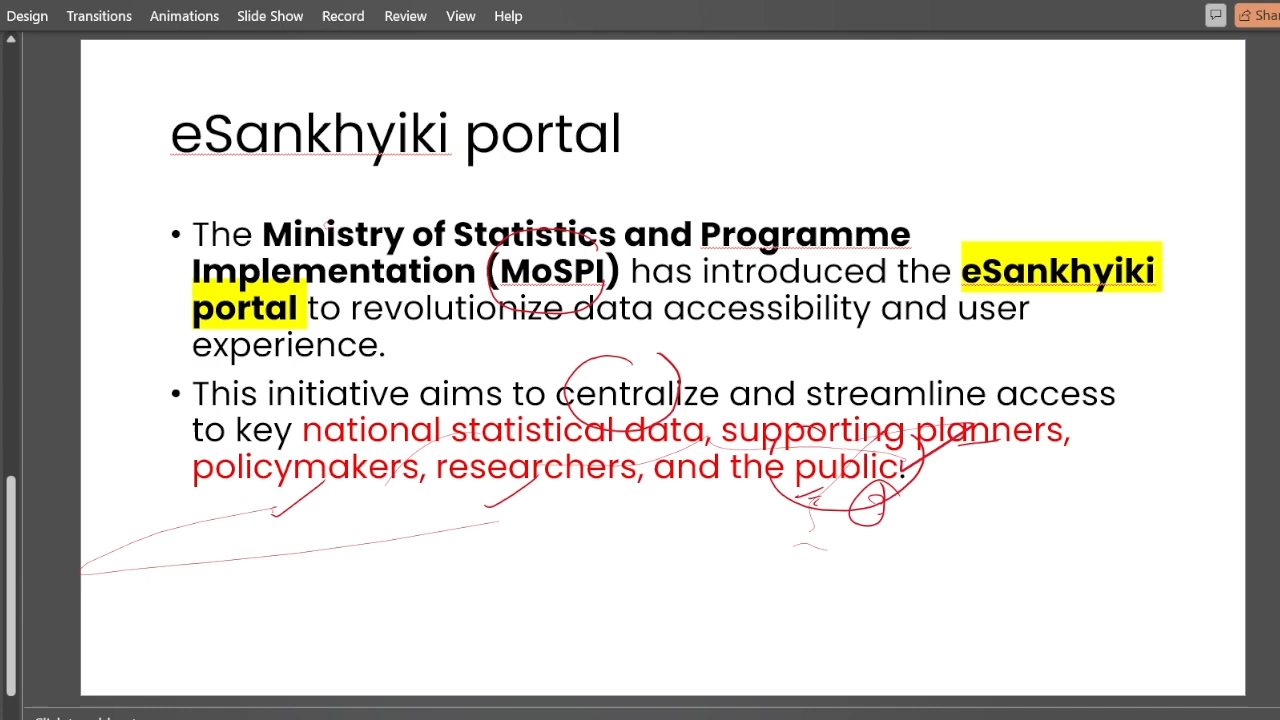 Design Transitions Animations Slide Show Record Review View Help
eSankhyiki portal
• The Ministry of Statistics and Programme
Implementation (MoSPI) has introduced the eSankhyiki
portal to revolutionize data accessibility and user
experience.
• This initiative aims to centralize and streamline access
to key national statistical data, supporting planners,
policymakers, researchers, and the public.